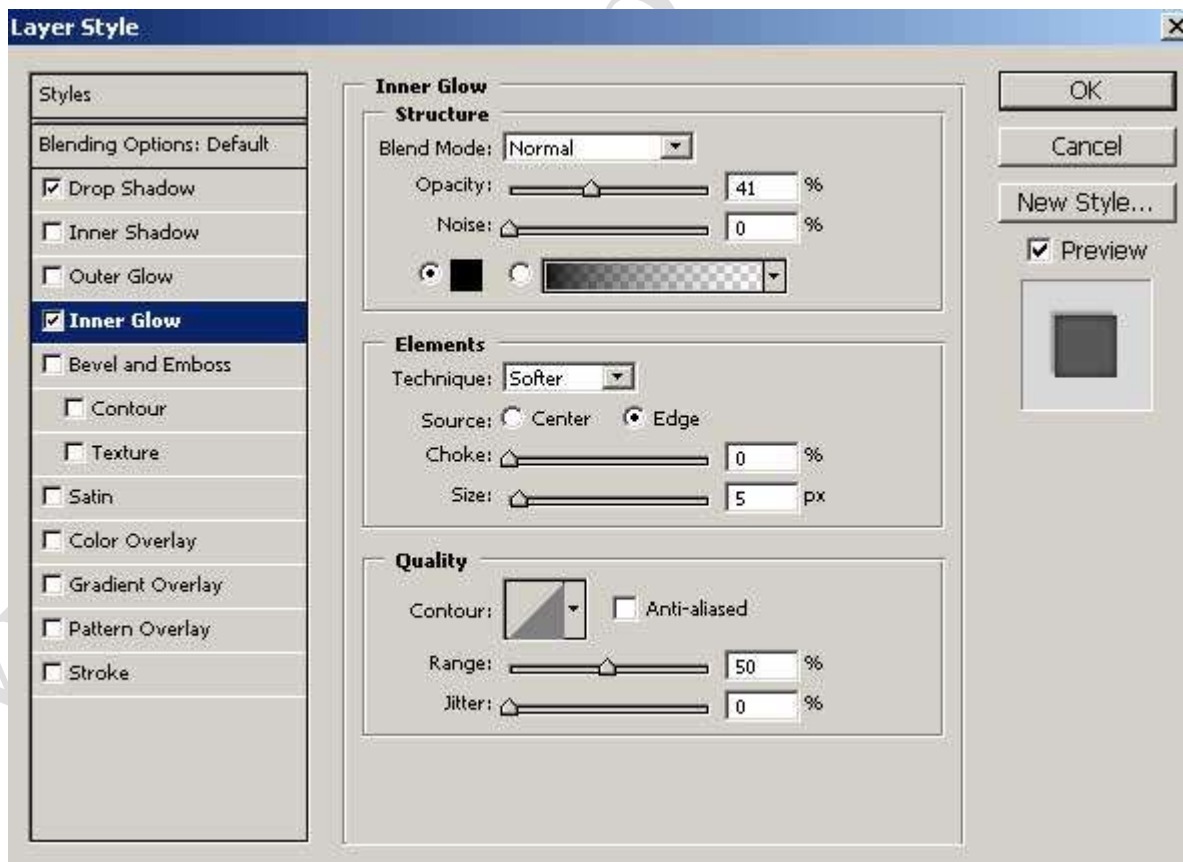 Layer Style
Styles
Blending Options: Default
Drop Shadow
Inner Shadow
Outer Glow
Inner Glow
Bevel and Emboss
Contour
Texture
Satin
Color Overlay
Gradient Overlay
Pattern Overlay
Stroke
Inner Glow
Structure
Blend Mode: Normal
Opacity: 41 %
Noise: 0 %
Elements
Technique: Softer
Source: Center Edge
Choke: 0 %
Size: 5 px
Quality
Contour: Anti-aliased
Range: 50 %
Jitter: 0 %
OK
Cancel
New Style...
Preview